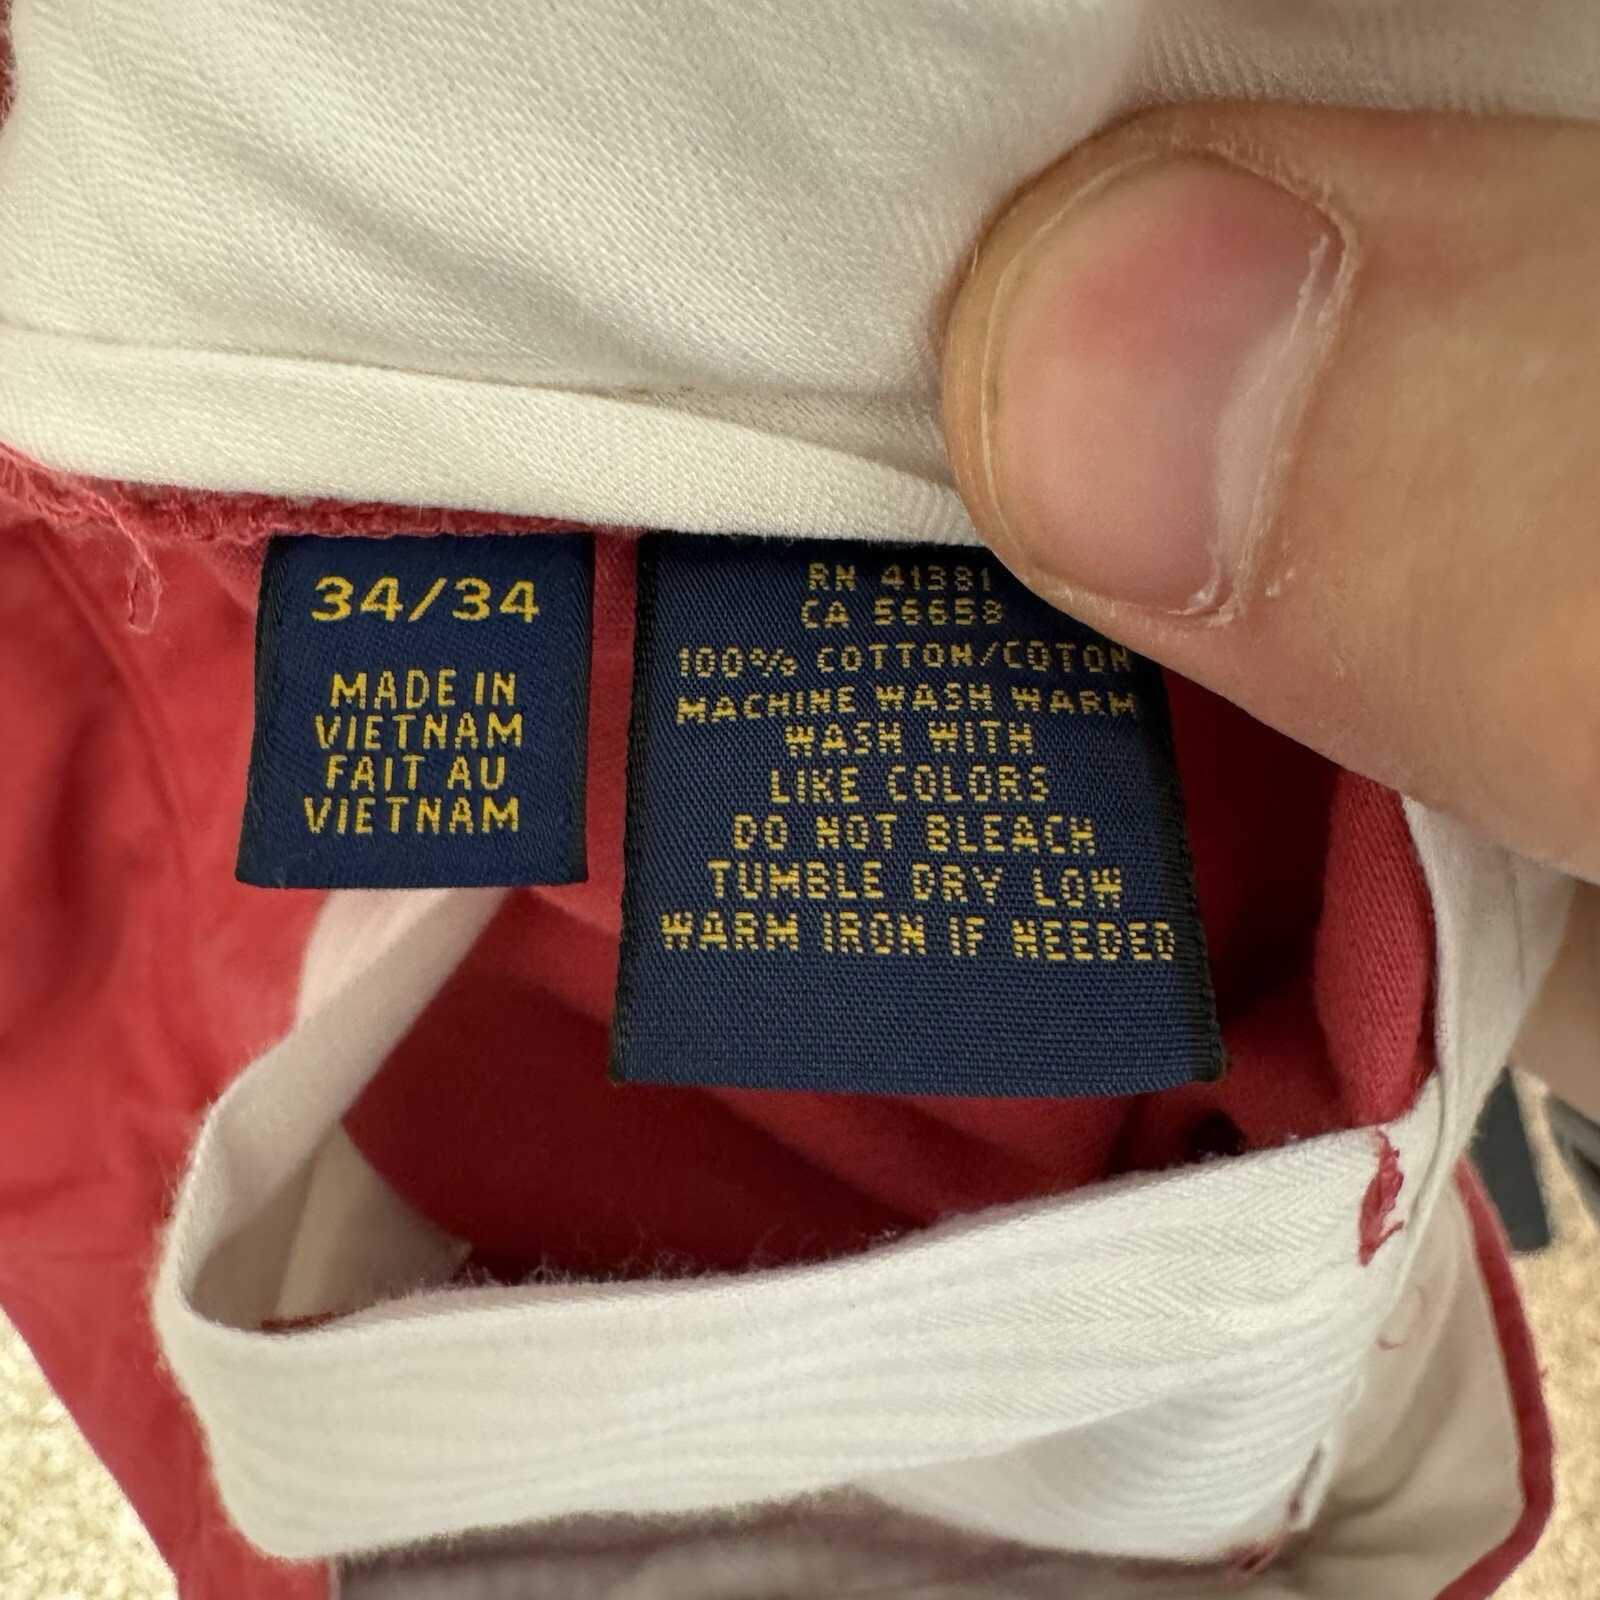 34/34
MADE IN
VIETNAM
FAIT AU
VIETNAM
RN 41381
CA 56658
100% COTTON/COTON
MACHINE WASH WARM
WASH WITH
LIKE COLORS
DO NOT BLEACH
TUMBLE DRY LOW
WARM IRON IF NEEDED